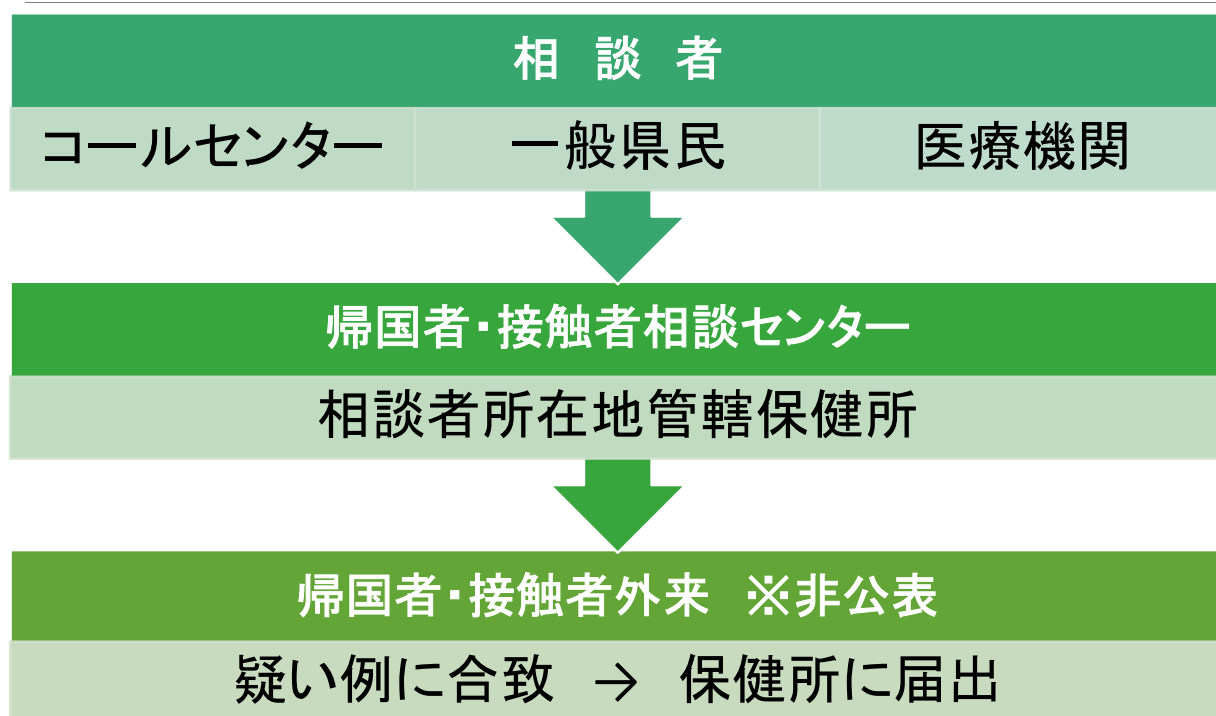 相　談　者
コールセンター　一般県民　医療機関
帰国者・接触者相談センター
相談者所在地管轄保健所
帰国者・接触者外来　※非公表
疑い例に合致　→　保健所に届出